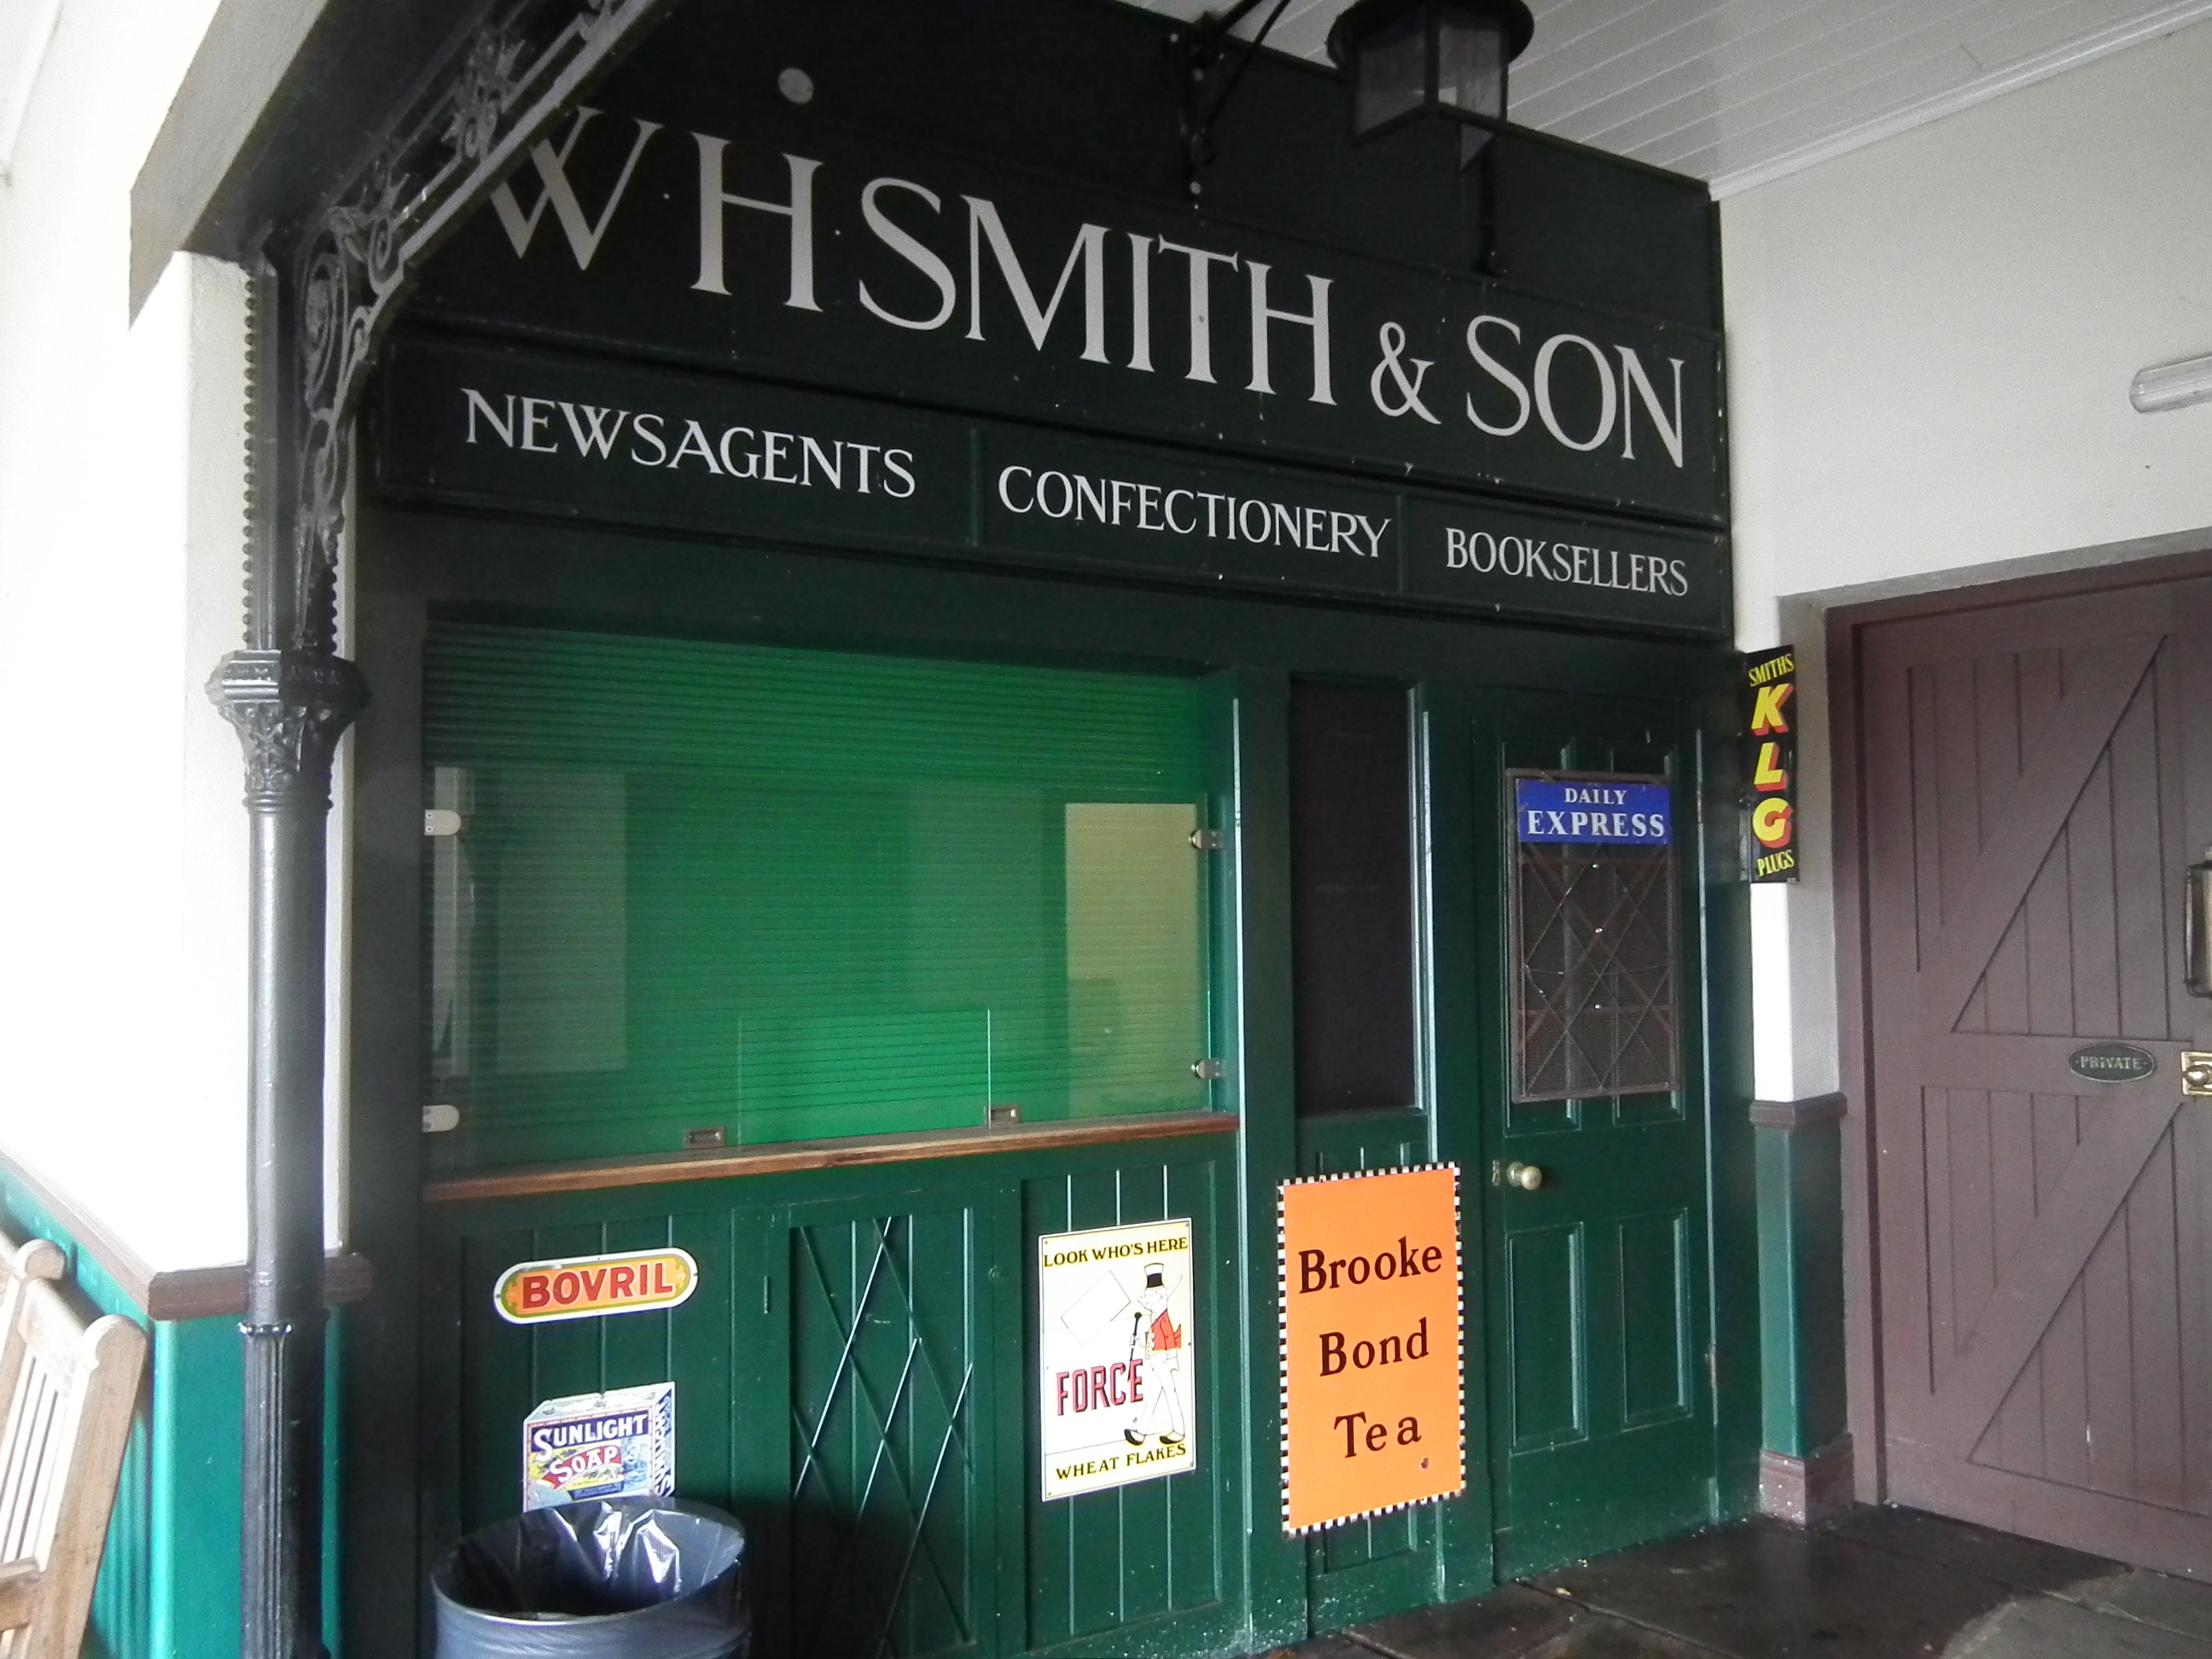 W H SMITH & SON
NEWSAGENTS
CONFECTIONERY
BOOKSELLERS
SMITHS
K
L
G
PLUGS
DAILY
EXPRESS
PRIVATE
BOVRIL
SUNLIGHT
SOAP
LOOK WHO'S HERE
FORCE
WHEAT FLAKES
Brooke
Bond
Tea